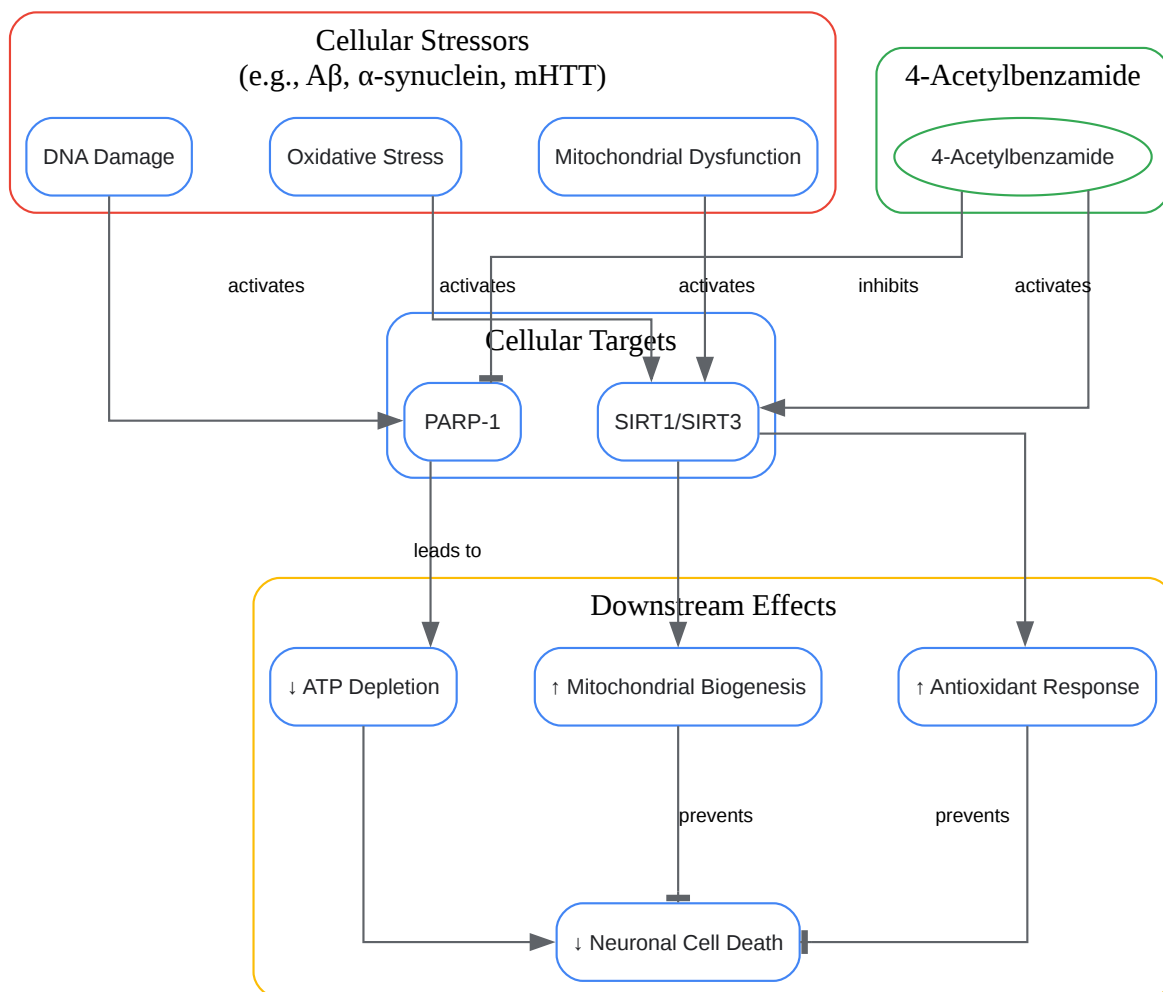 Cellular Stressors
(e.g., Aβ, α-synuclein, mHTT)
4-Acetylbenzamide
DNA Damage
Oxidative Stress
Mitochondrial Dysfunction
4-Acetylbenzamide
activates
activates
activates
inhibits
activates
Cellular Targets
PARP-1
SIRT1/SIRT3
leads to
Downstream Effects
↓ ATP Depletion
↑ Mitochondrial Biogenesis
↑ Antioxidant Response
prevents
prevents
↓ Neuronal Cell Death